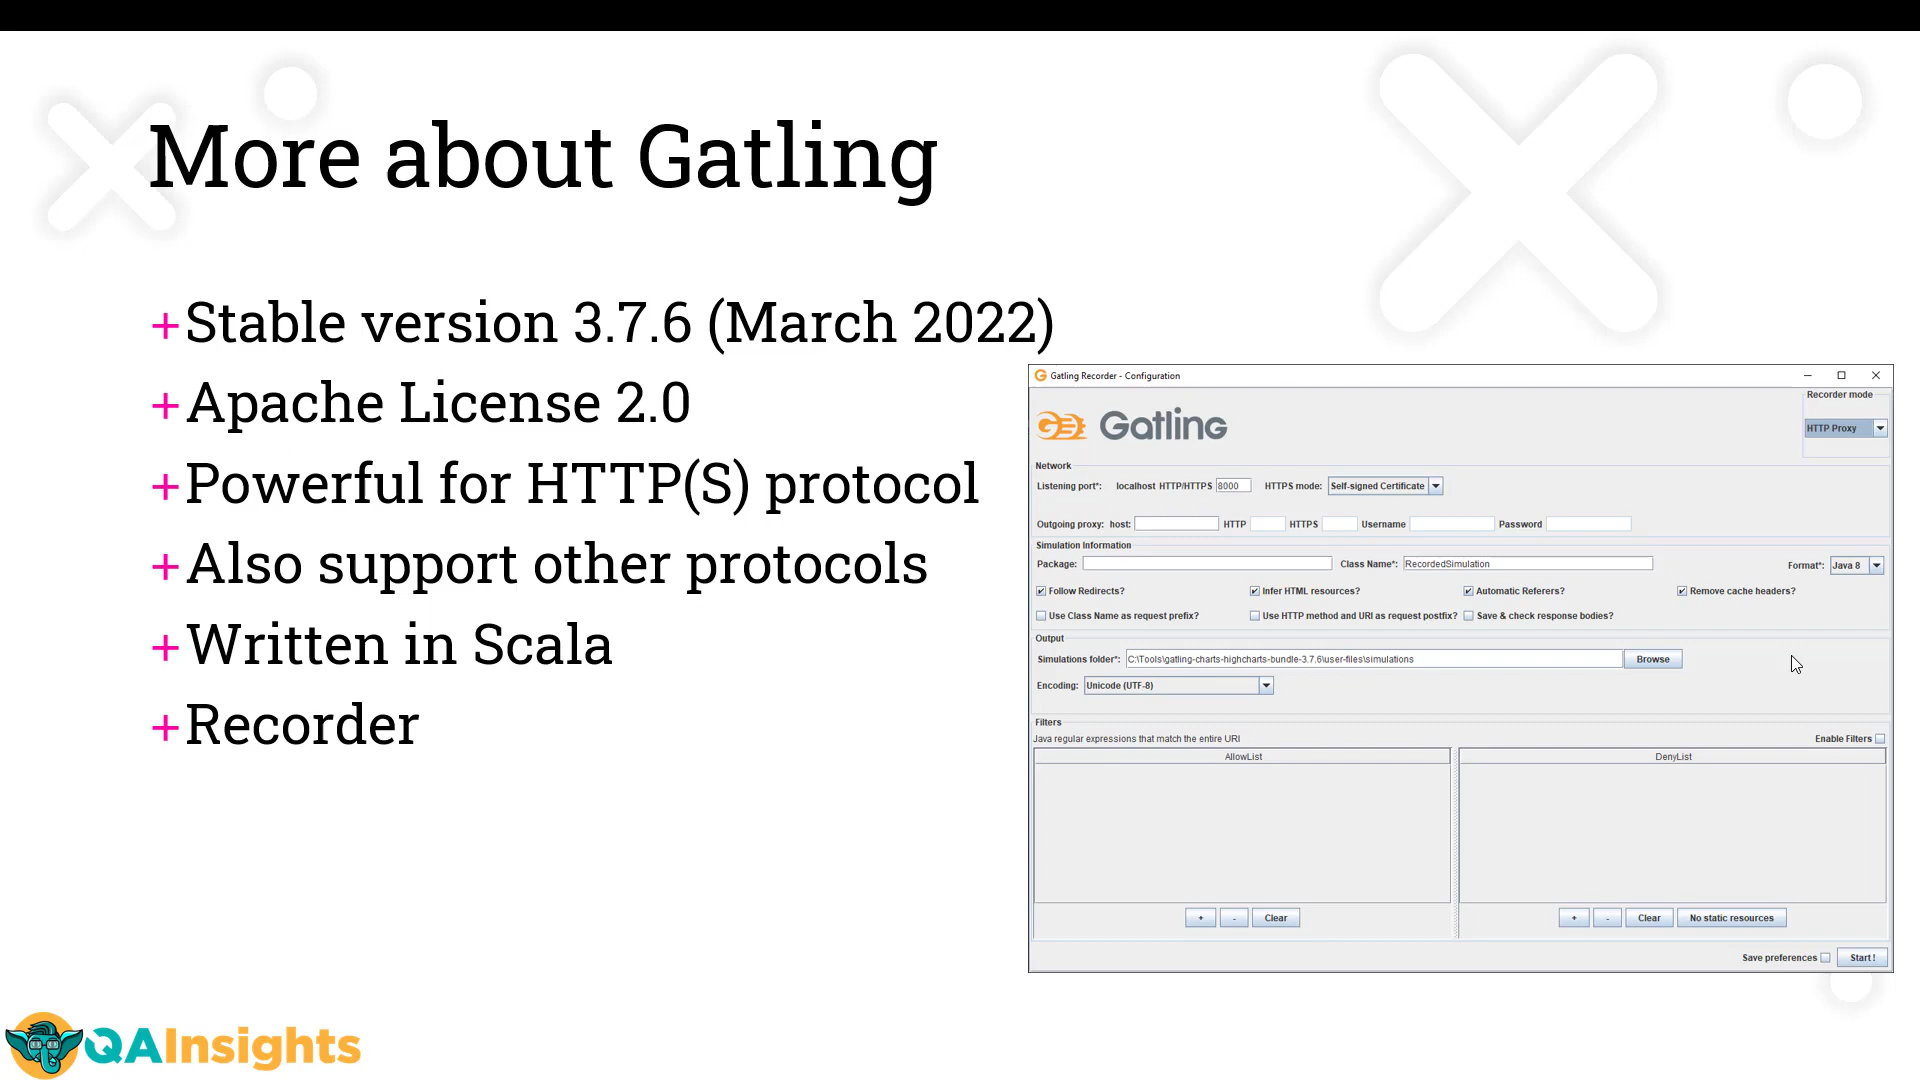 More about Gatling
+Stable version 3.7.6 (March 2022)
+Apache License 2.0
+Powerful for HTTP(S) protocol
+Also support other protocols
+Written in Scala
+Recorder
Gatling Recorder - Configuration
Recorder mode
Gatling
HTTP Proxy
Network
Listening port*: localhost HTTP/HTTPS 8000 HTTPS mode: Self-signed Certificate
Outgoing proxy: host: HTTP HTTPS Username Password
Simulation Information
Package: Class Name*: RecordedSimulation Format*: Java 8
Follow Redirects? Infer HTML resources? Automatic Referers? Remove cache headers?
Use Class Name as request prefix? Use HTTP method and URI as request postfix? Save & check response bodies?
Output
Simulations folder*: C:\Tools\gatling-charts-highcharts-bundle-3.7.6\user-files\simulations Browse
Encoding: Unicode (UTF-8)
Filters
Java regular expressions that match the entire URI Enable Filters
AllowList DenyList
+ - Clear + - Clear No static resources
Save preferences Start !
QAInsights